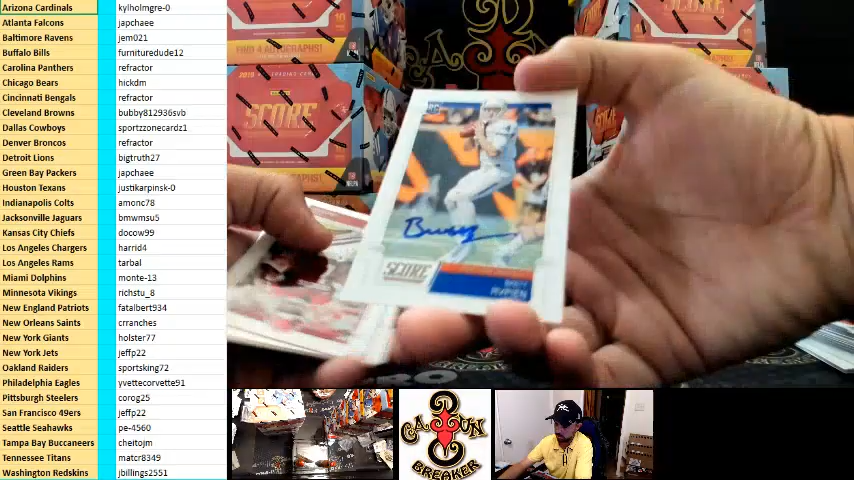 Arizona Cardinals kylholmgre-0
Atlanta Falcons japchaee
Baltimore Ravens jem021
Buffalo Bills furnituredude12
Carolina Panthers refractor
Chicago Bears hickdm
Cincinnati Bengals refractor
Cleveland Browns bubby812936svb
Dallas Cowboys sportzzonecardz1
Denver Broncos refractor
Detroit Lions bigtruth27
Green Bay Packers japchaee
Houston Texans justikarpinsk-0
Indianapolis Colts amonc78
Jacksonville Jaguars bmwmsu5
Kansas City Chiefs docow99
Los Angeles Chargers harrid4
Los Angeles Rams tarbal
Miami Dolphins monte-13
Minnesota Vikings richstu_8
New England Patriots fatalbert934
New Orleans Saints crranches
New York Giants holster77
New York Jets jeffp22
Oakland Raiders sportsking72
Philadelphia Eagles yvettecorvette91
Pittsburgh Steelers corog25
San Francisco 49ers jeffp22
Seattle Seahawks pe-4560
Tampa Bay Buccaneers cheitojm
Tennessee Titans matcr8349
Washington Redskins jbillings2551
SCORE
SCORE
BRETT
RYPIEN
CAJUN
BREAKER